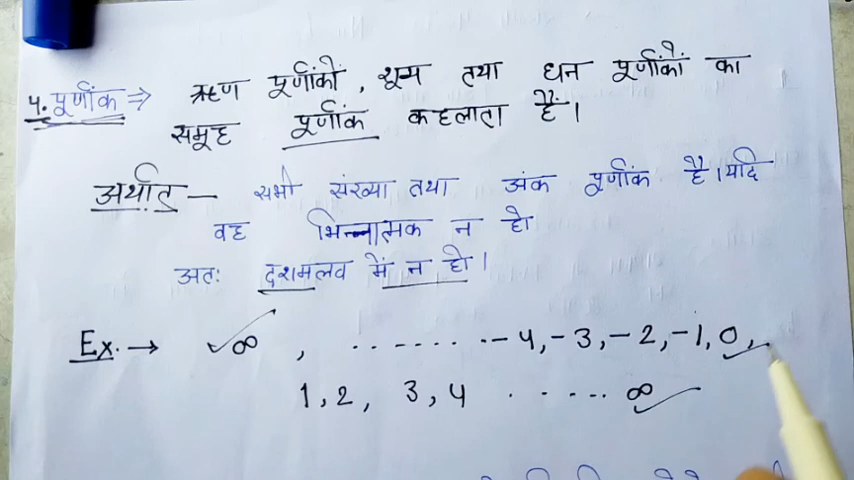 4. पूर्णांक ⇒ ऋण पूर्णांकों, शून्य तथा धन पूर्णांकों का
समूह पूर्णांक कहलाता है।
अर्थात् — सभी संख्या तथा अंक पूर्णांक है। यदि
वह भिन्नात्मक न हो
अतः दशमलव में न हो।
Ex. → ∞, ........ -4, -3, -2, -1, 0,
1, 2, 3, 4 ...... ∞